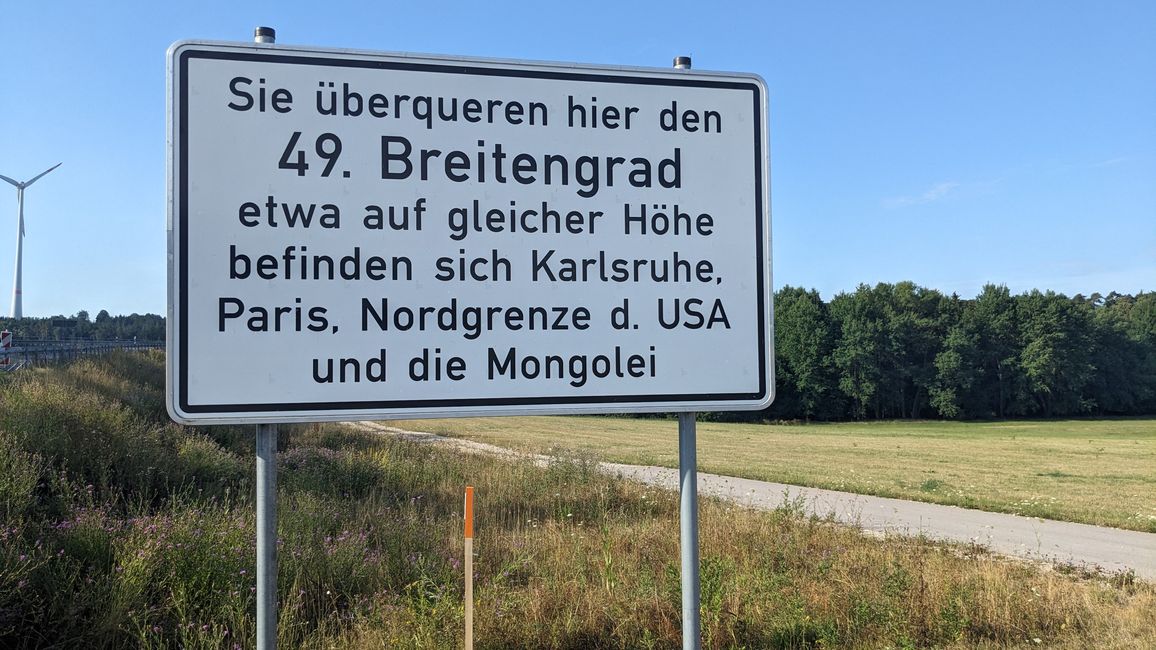 Sie überqueren hier den
49. Breitengrad
etwa auf gleicher Höhe
befinden sich Karlsruhe,
Paris, Nordgrenze d. USA
und die Mongolei